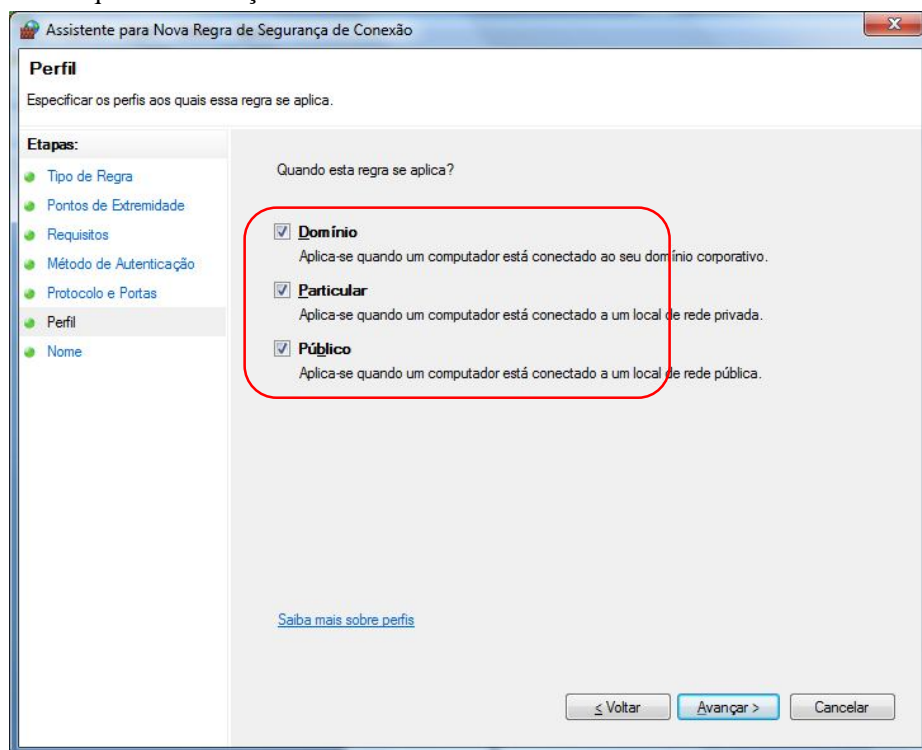 Assistente para Nova Regra de Segurança de Conexão
Perfil
Especificar os perfis aos quais essa regra se aplica.
Etapas:
Tipo de Regra
Pontos de Extremidade
Requisitos
Método de Autenticação
Protocolo e Portas
Perfil
Nome
Quando esta regra se aplica?
Domínio
Aplica-se quando um computador está conectado ao seu domínio corporativo.
Particular
Aplica-se quando um computador está conectado a um local de rede privada.
Público
Aplica-se quando um computador está conectado a um local de rede pública.
Saiba mais sobre perfis
< Voltar
Avançar >
Cancelar